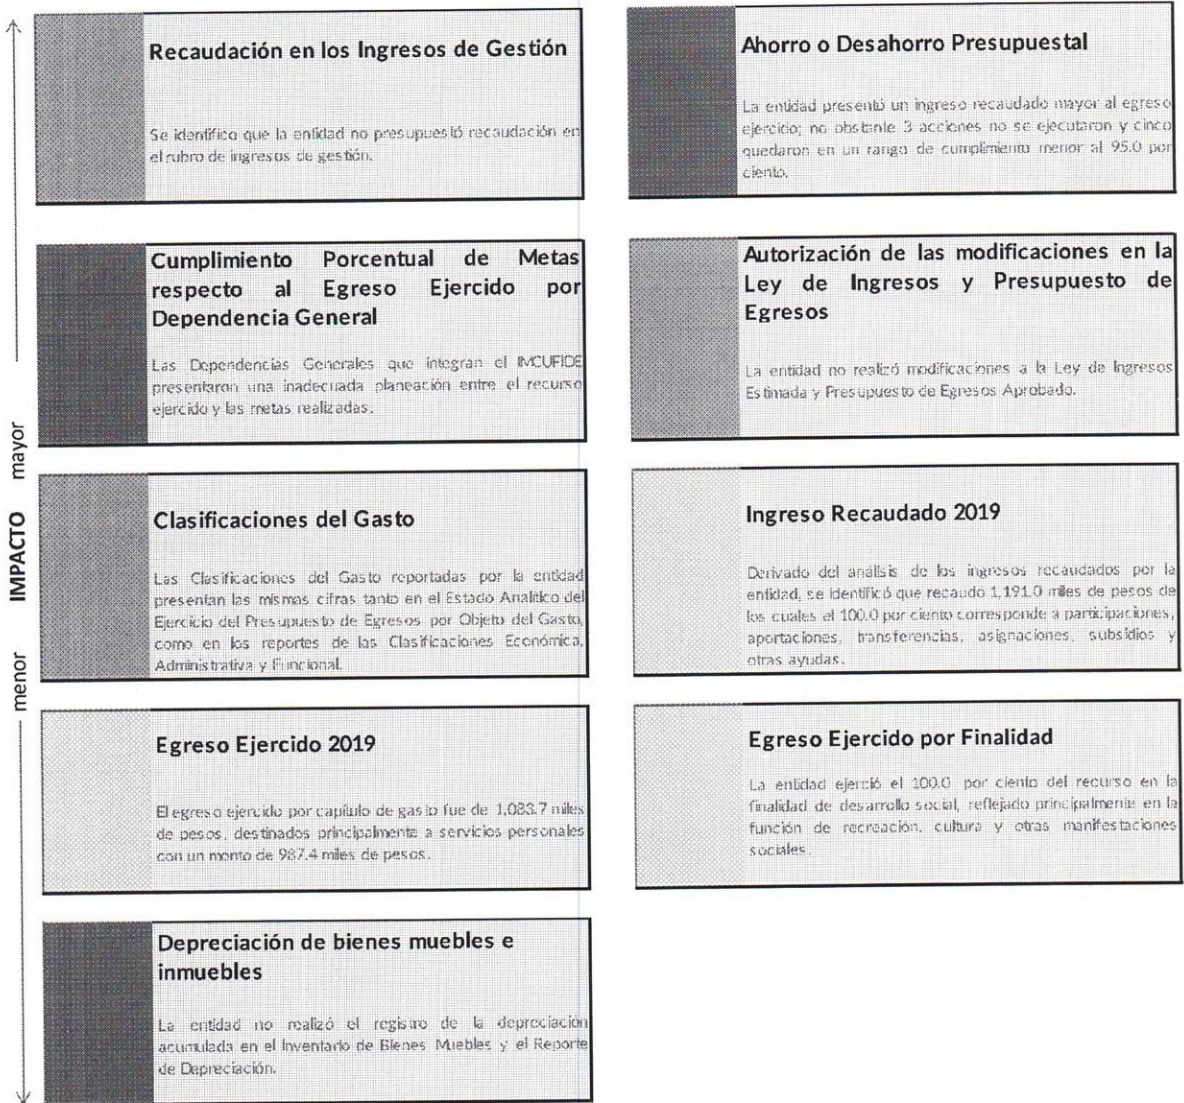 mayor
IMPACTO
menor
Recaudación en los Ingresos de Gestión
Se identifico que la entidad no presupuestó recaudación en
el rubro de ingresos de gestión.
Ahorro o Desahorro Presupuestal
La entidad presentó un ingreso recaudado mayor al egreso
ejercido; no obstante 3 acciones no se ejecutaron y cinco
quedaron en un rango de cumplimiento menor al 95.0 por
ciento.
Cumplimiento Porcentual de Metas
respecto al Egreso Ejercido por
Dependencia General
Las Dependencias Generales que integran el IMCUFIDE
presentaron una inadecuada planeación entre el recurso
ejercido y las metas realizadas.
Autorización de las modificaciones en la
Ley de Ingresos y Presupuesto de
Egresos
La entidad no realizó modificaciones a la Ley de Ingresos
Estimada y Presupuesto de Egresos Aprobado.
Clasificaciones del Gasto
Las Clasificaciones del Gasto reportadas por la entidad
presentan las mismas cifras tanto en el Estado Analítico del
Ejercicio del Presupuesto de Egresos por Objeto del Gasto,
como en los reportes de las Clasificaciones Económica,
Administrativa y Funcional.
Ingreso Recaudado 2019
Derivado del análisis de los ingresos recaudados por la
entidad, se identificó que recaudo 1,191.0 miles de pesos de
los cuales el 100.0 por ciento corresponde a participaciones,
aportaciones, transferencias, asignaciones, subsidios y
otras ayudas.
Egreso Ejercido 2019
El egreso ejercido por capítulo de gasto fue de 1,083.7 miles
de pesos, destinados principalmente a servicios personales
con un monto de 987.4 miles de pesos.
Egreso Ejercido por Finalidad
La entidad ejerció el 100.0 por ciento del recurso en la
finalidad de desarrollo social, reflejado principalmente en la
función de recreación, cultura y otras manifestaciones
sociales.
Depreciación de bienes muebles e
inmuebles
La entidad no realizó el registro de la depreciación
acumulada en el Inventario de Bienes Muebles y el Reporte
de Depreciación.